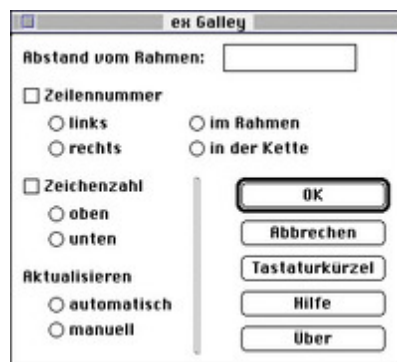 ex Galley
Abstand vom Rahmen:
Zeilennummer
links
im Rahmen
rechts
in der Kette
Zeichenzahl
oben
unten
Aktualisieren
automatisch
manuell
OK
Abbrechen
Tastaturkürzel
Hilfe
Über